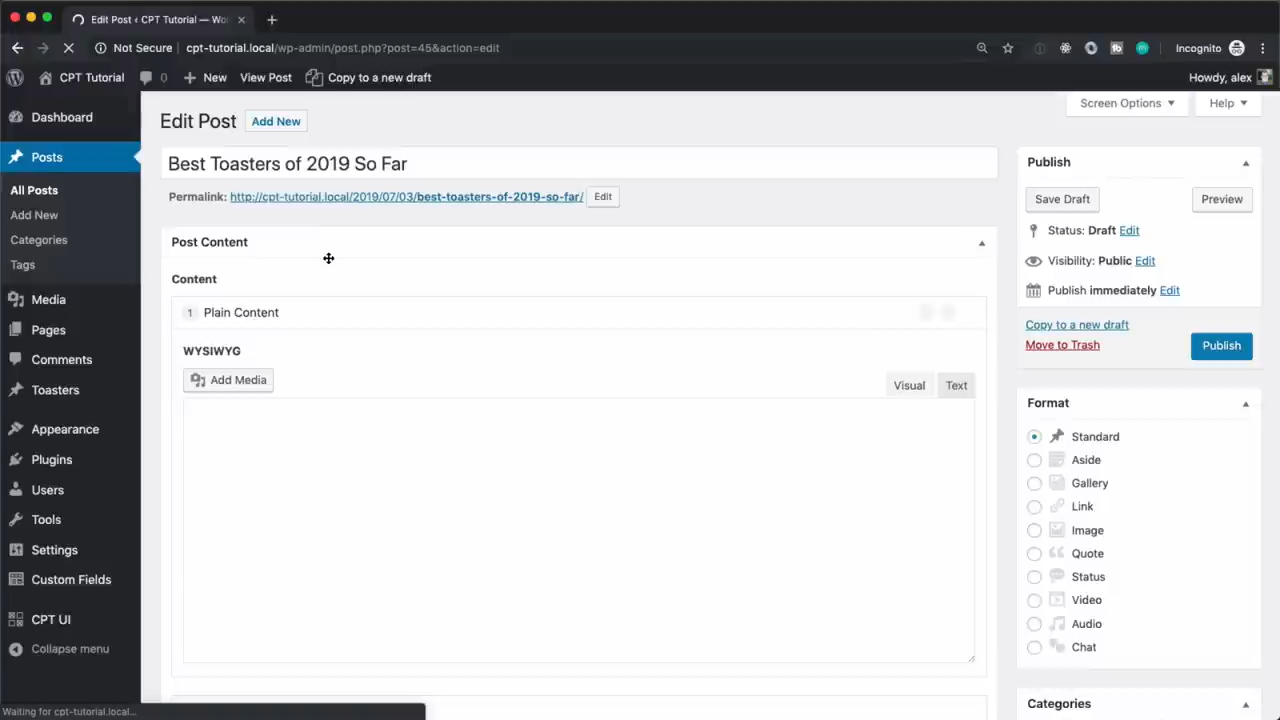 Edit Post ‹ CPT Tutorial — Wo
Not Secure cpt-tutorial.local/wp-admin/post.php?post=45&action=edit Incognito
CPT Tutorial 0 New View Post Copy to a new draft Howdy, alex
Screen Options Help
Dashboard
Posts
All Posts
Add New
Categories
Tags
Media
Pages
Comments
Toasters
Appearance
Plugins
Users
Tools
Settings
Custom Fields
CPT UI
Collapse menu
Edit Post Add New
Best Toasters of 2019 So Far
Permalink: http://cpt-tutorial.local/2019/07/03/best-toasters-of-2019-so-far/ Edit
Post Content
Content
1 Plain Content
WYSIWYG
Add Media Visual Text
Publish
Save Draft Preview
Status: Draft Edit
Visibility: Public Edit
Publish immediately Edit
Copy to a new draft
Move to Trash Publish
Format
Standard
Aside
Gallery
Link
Image
Quote
Status
Video
Audio
Chat
Categories
Waiting for cpt-tutorial.local...